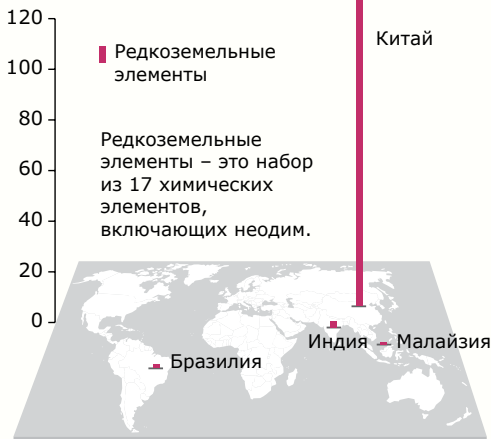 120
100
80
60
40
20
0
Редкоземельные
элементы
Китай
Редкоземельные
элементы – это набор
из 17 химических
элементов,
включающих неодим.
Индия
Малайзия
Бразилия